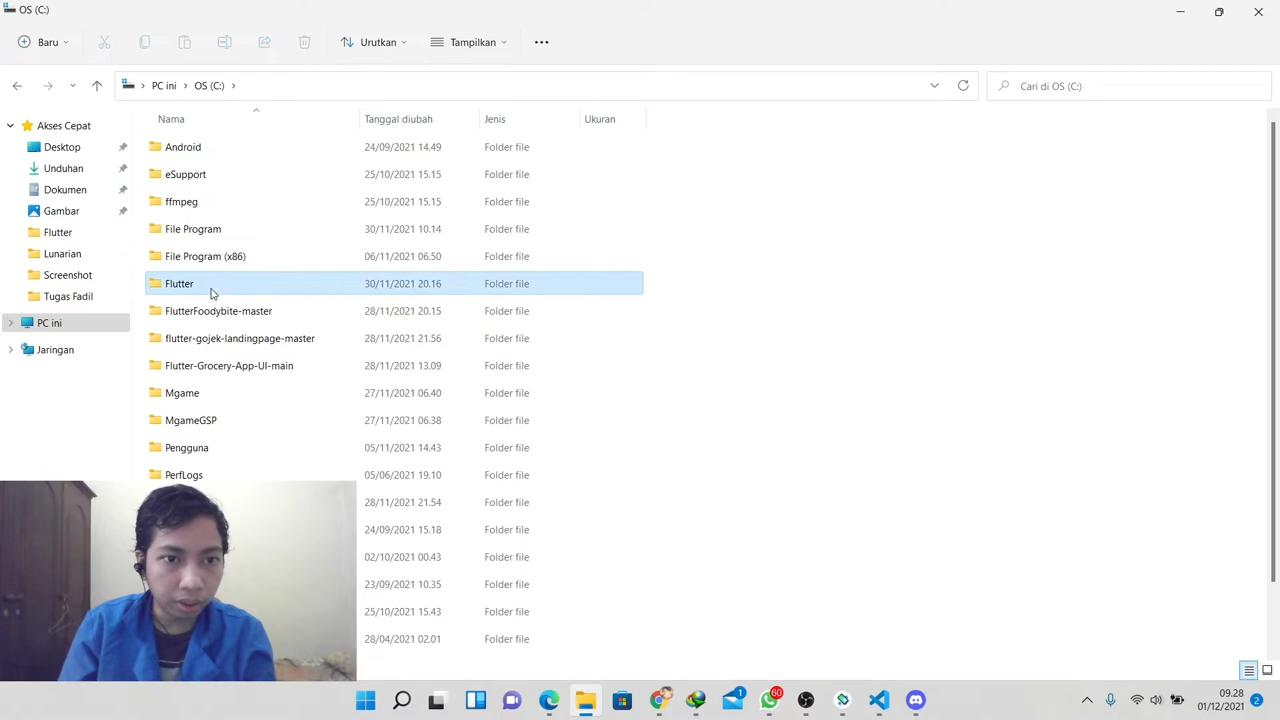 OS (C:)
Baru
Urutkan
Tampilkan
PC ini
OS (C:)
Cari di OS (C:)
Akses Cepat
Desktop
Unduhan
Dokumen
Gambar
Flutter
Lunarian
Screenshot
Tugas Fadil
PC ini
Jaringan
Nama Tanggal diubah Jenis Ukuran
Android 24/09/2021 14.49 Folder file
eSupport 25/10/2021 15.15 Folder file
ffmpeg 25/10/2021 15.15 Folder file
File Program 30/11/2021 10.14 Folder file
File Program (x86) 06/11/2021 06.50 Folder file
Flutter 30/11/2021 20.16 Folder file
FlutterFoodybite-master 28/11/2021 20.15 Folder file
flutter-gojek-landingpage-master 28/11/2021 21.56 Folder file
Flutter-Grocery-App-UI-main 28/11/2021 13.09 Folder file
Mgame 27/11/2021 06.40 Folder file
MgameGSP 27/11/2021 06.38 Folder file
Pengguna 05/11/2021 14.43 Folder file
PerfLogs 05/06/2021 19.10 Folder file
28/11/2021 21.54 Folder file
24/09/2021 15.18 Folder file
02/10/2021 00.43 Folder file
23/09/2021 10.35 Folder file
25/10/2021 15.43 Folder file
28/04/2021 02.01 Folder file
1
60
09.28
01/12/2021
2